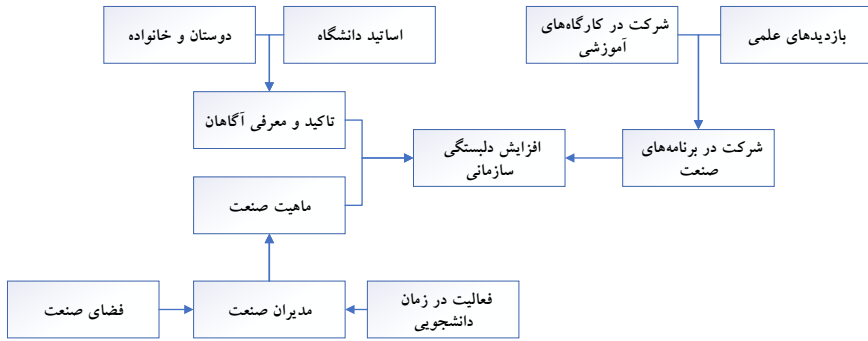 بازدیدهای علمی
شرکت در کارگاه‌های
آموزشی
اساتید دانشگاه
دوستان و خانواده
شرکت در برنامه‌های
صنعت
افزایش دلبستگی
سازمانی
تاکید و معرفی آگاهان
ماهیت صنعت
فعالیت در زمان
دانشجویی
مدیران صنعت
فضای صنعت